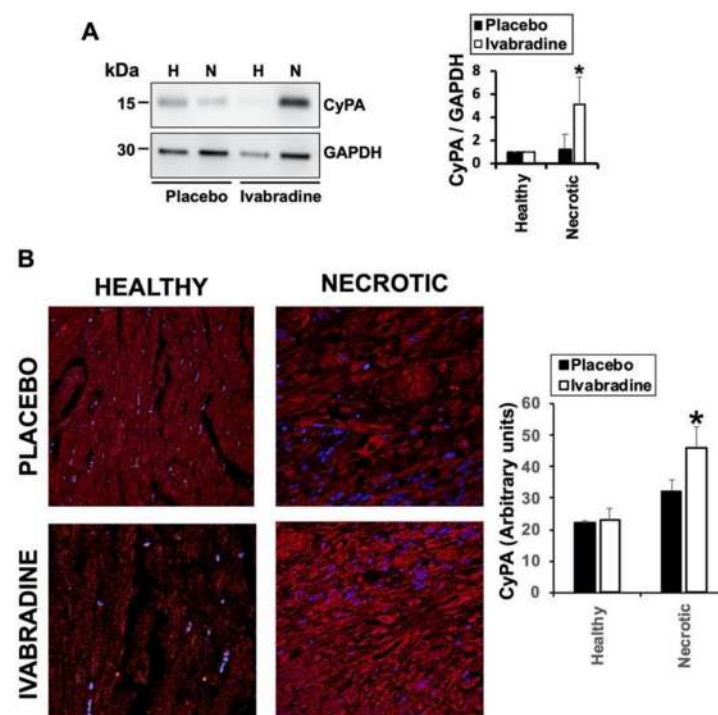 A
kDa H N H N
15 CyPA
30 GAPDH
Placebo Ivabradine
Placebo
Ivabradine
CyPA / GAPDH
8
6
4
2
0
*
Healthy
Necrotic
B
HEALTHY NECROTIC
PLACEBO
IVABRADINE
Placebo
Ivabradine
CyPA (Arbitrary units)
60
50
40
30
20
10
0
*
Healthy
Necrotic